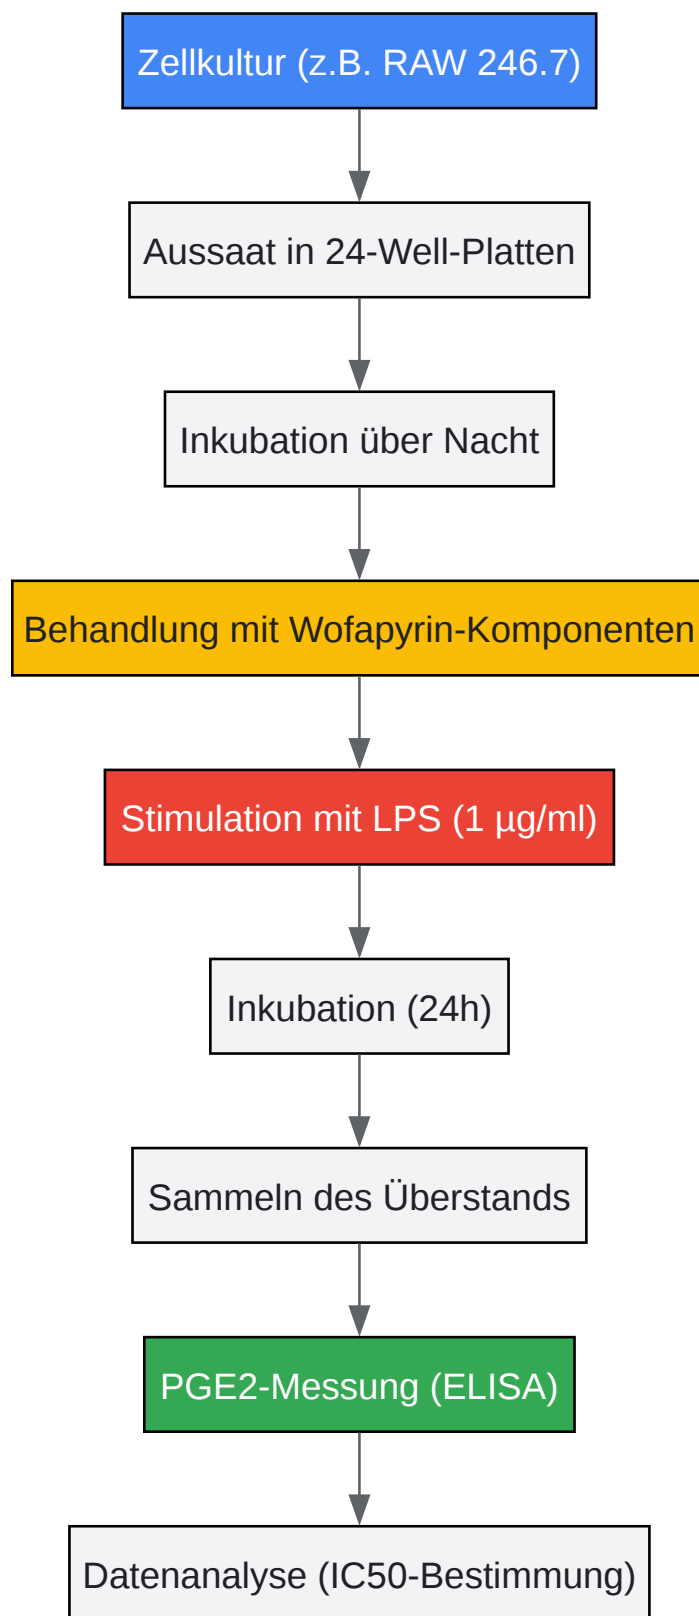 Zellkultur (z.B. RAW 246.7)
Aussaat in 24-Well-Platten
Inkubation über Nacht
Behandlung mit Wofapyrin-Komponenten
Stimulation mit LPS (1 µg/ml)
Inkubation (24h)
Sammeln des Überstands
PGE2-Messung (ELISA)
Datenanalyse (IC50-Bestimmung)